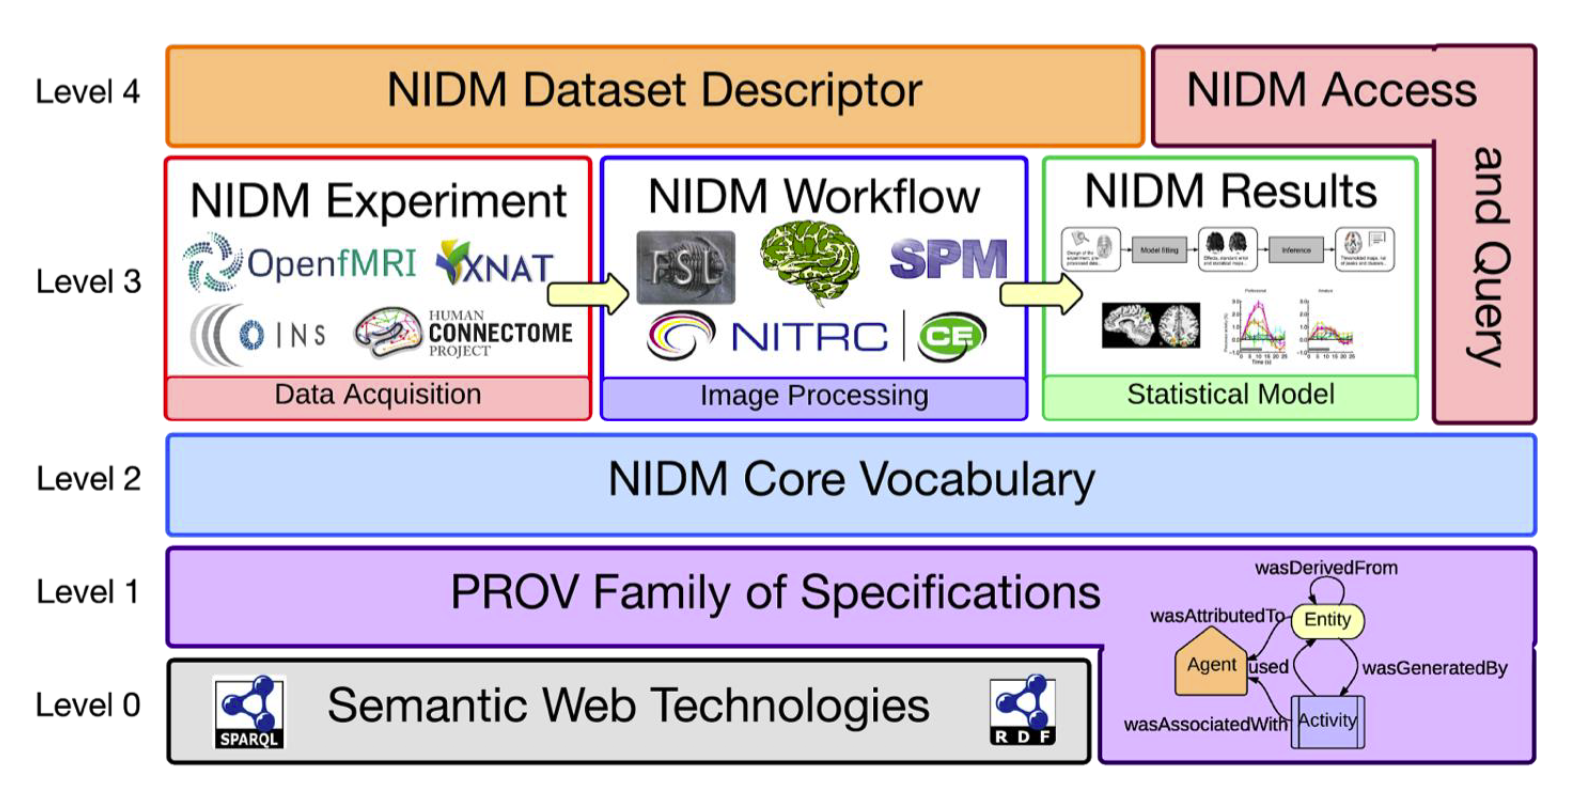 Level 4
NIDM Dataset Descriptor
NIDM Access
and Query
Level 3
NIDM Experiment
OpenfMRI
XNAT
COINS
HUMAN
CONNECTOME
PROJECT
Data Acquisition
NIDM Workflow
FSL
SPM
NITRC
CE
Image Processing
NIDM Results
Model fitting
Inference
Time (s)
Statistical Model
Level 2
NIDM Core Vocabulary
Level 1
PROV Family of Specifications
wasDerivedFrom
wasAttributedTo
Entity
Agent
used
wasGeneratedBy
wasAssociatedWith
Activity
Level 0
SPARQL
Semantic Web Technologies
RDF